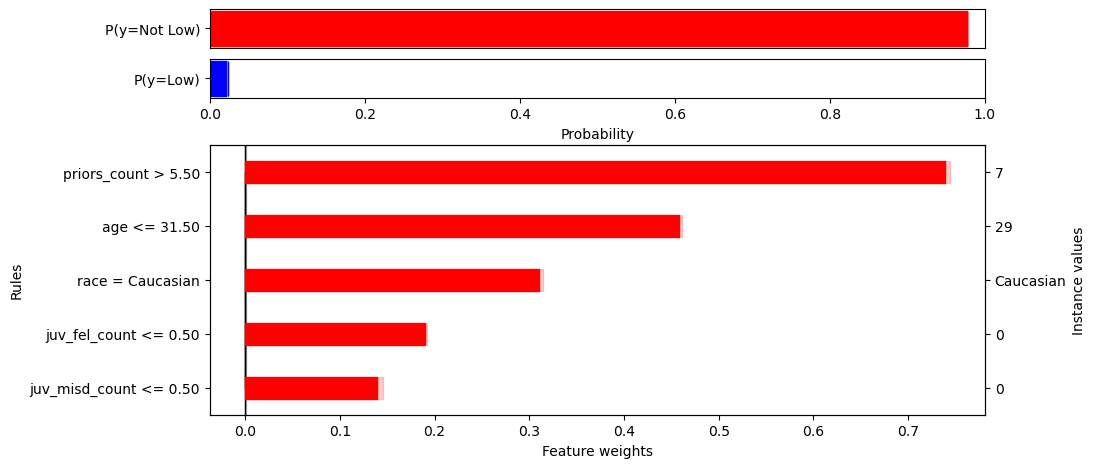 P(y=Not Low)
P(y=Low)
0.0 0.2 0.4 0.6 0.8 1.0
Probability
priors_count > 5.50 7
age <= 31.50 29
race = Caucasian Caucasian
juv_fel_count <= 0.50 0
juv_misd_count <= 0.50 0
Rules
Instance values
0.0 0.1 0.2 0.3 0.4 0.5 0.6 0.7
Feature weights